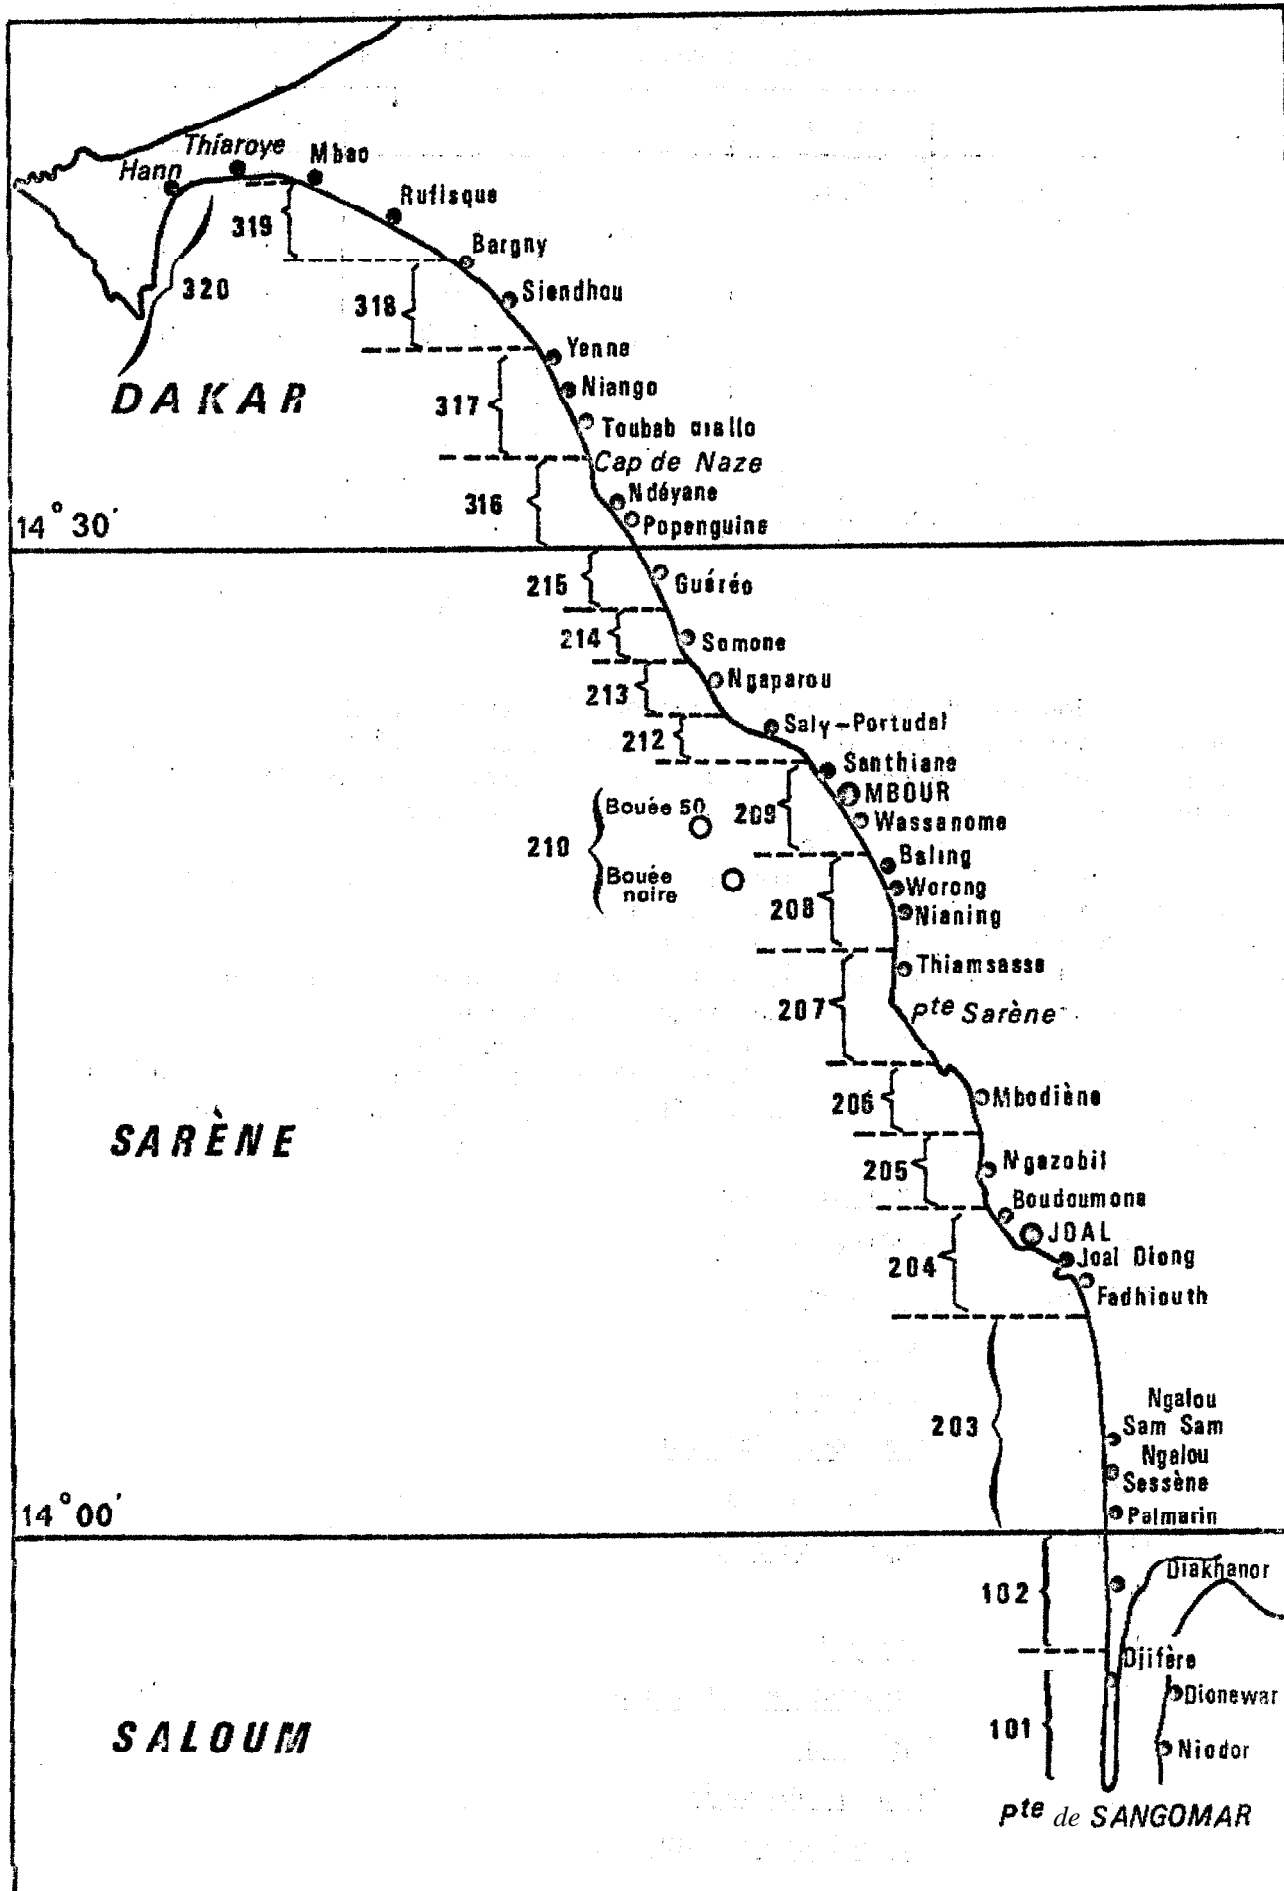 Thiaroye
Mbao
Hann
Rufisque
319
Bargny
320
Siendhou
318
Yenne
DAKAR
Niango
317
Toubab diallo
Cap de Naze
316
Ndéyane
14°30'
Popenguine
215
Guéréo
214
Somone
213
Ngaparou
Saly-Portudal
212
Santhiane
Bouée 50
MBOUR
209
Wassanome
210
Baling
Bouée
noire
Worong
208
Nianing
Thiamsassa
207
Pte Sarène
206
Mbodiène
SARÈNE
205
Ngazobil
Boudoumone
JOAL
204
Joal Diong
Fadhiouth
Ngalou
Sam Sam
203
Ngalou
Sessène
14°00'
Palmarin
Diakhanor
102
Djifère
Dionewar
101
SALOUM
Niodor
Pte de SANGOMAR